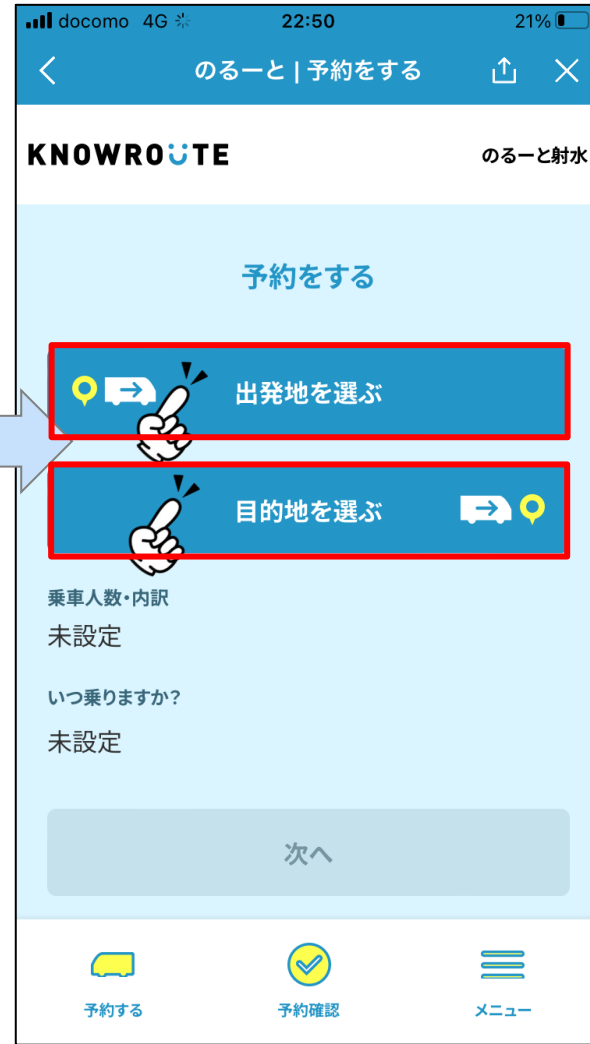 docomo 4G 22:50 21%
のるーと | 予約をする
KNOWROUTE のるーと射水
予約をする
出発地を選ぶ
目的地を選ぶ
乗車人数・内訳
未設定
いつ乗りますか?
未設定
次へ
予約する 予約確認 メニュー